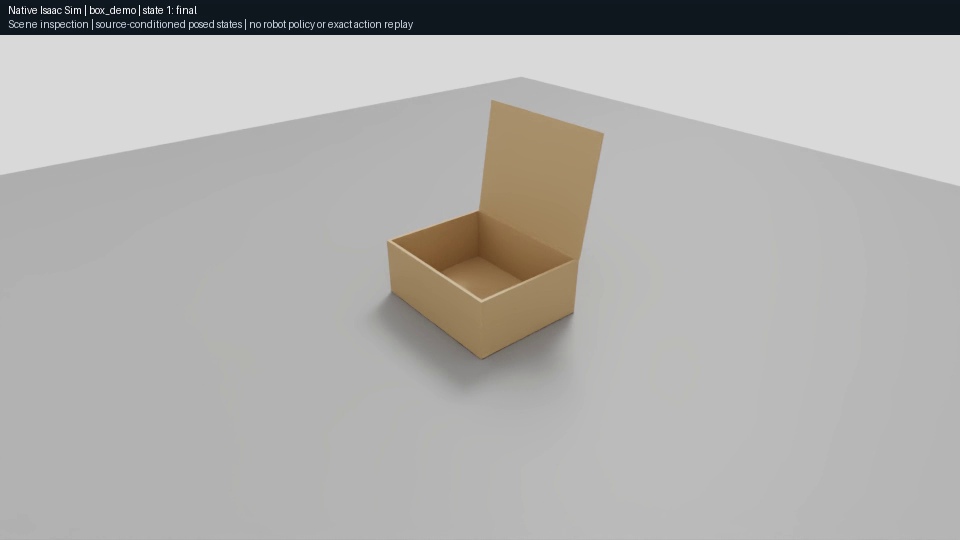 Native Isaac Sim | box_demo | state 1: final
Scene inspection | source-conditioned posed states | no robot policy or exact action replay